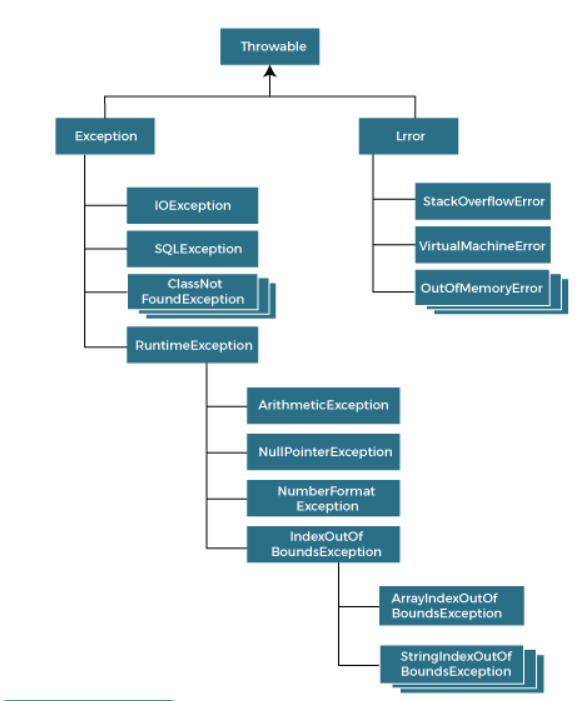 Throwable
Exception
Lrror
IOException
StackOverflowError
SQLException
VirtualMachineError
ClassNot
FoundException
OutOfMemoryError
RuntimeException
ArithmeticException
NullPointerException
NumberFormat
Exception
IndexOutOf
BoundsException
ArrayIndexOutOf
BoundsException
StringIndexOutOf
BoundsException